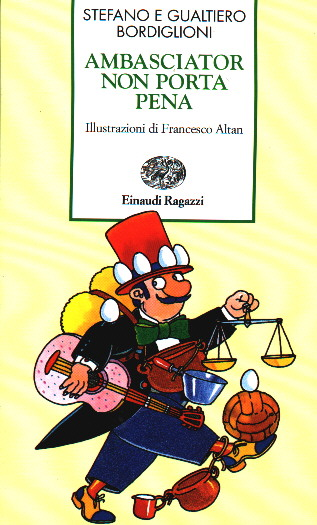 STEFANO E GUALTIERO
BORDIGLIONI
AMBASCIATOR
NON PORTA
PENA
Illustrazioni di Francesco Altan
Einaudi Ragazzi